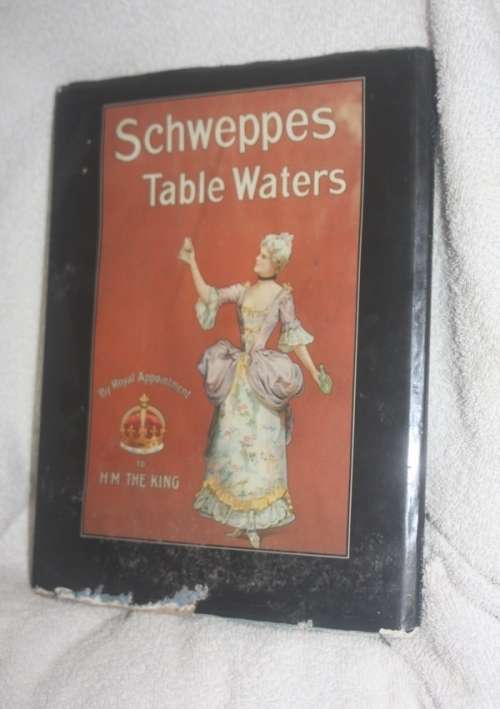 Schweppes
Table Waters
By Royal Appointment
TO
H·M THE KING